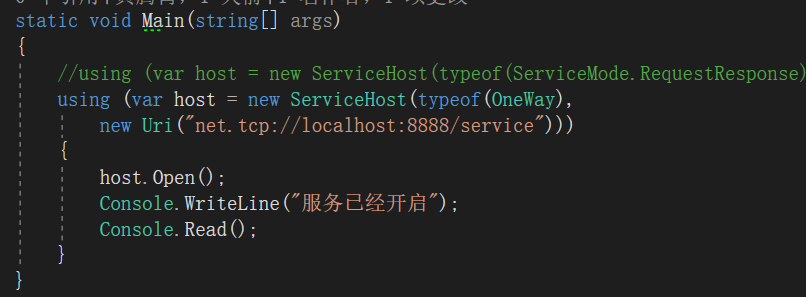 static void Main(string[] args)
{
//using (var host = new ServiceHost(typeof(ServiceMode.RequestResponse)
using (var host = new ServiceHost(typeof(OneWay),
new Uri("net.tcp://localhost:8888/service")))
{
host.Open();
Console.WriteLine("服务已经开启");
Console.Read();
}
}